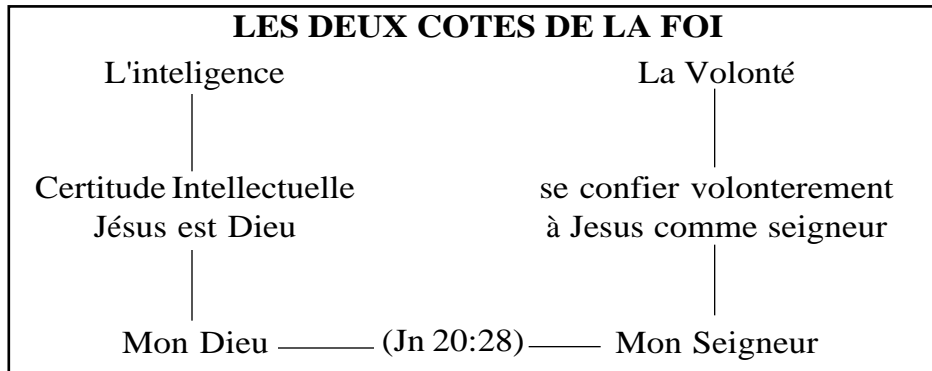 LES DEUX COTES DE LA FOI
L'inteligence La Volonté
Certitude Intellectuelle se confier volonterement
Jésus est Dieu à Jesus comme seigneur
Mon Dieu (Jn 20:28) Mon Seigneur